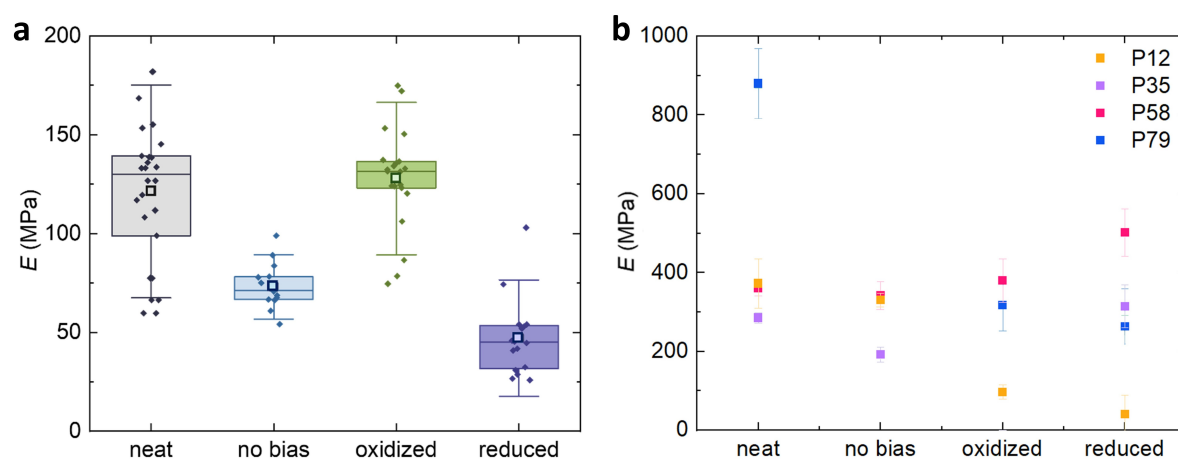 a
200
150
100
50
0
E (MPa)
neat no bias oxidized reduced
b
1000
800
600
400
200
0
E (MPa)
P12
P35
P58
P79
neat no bias oxidized reduced